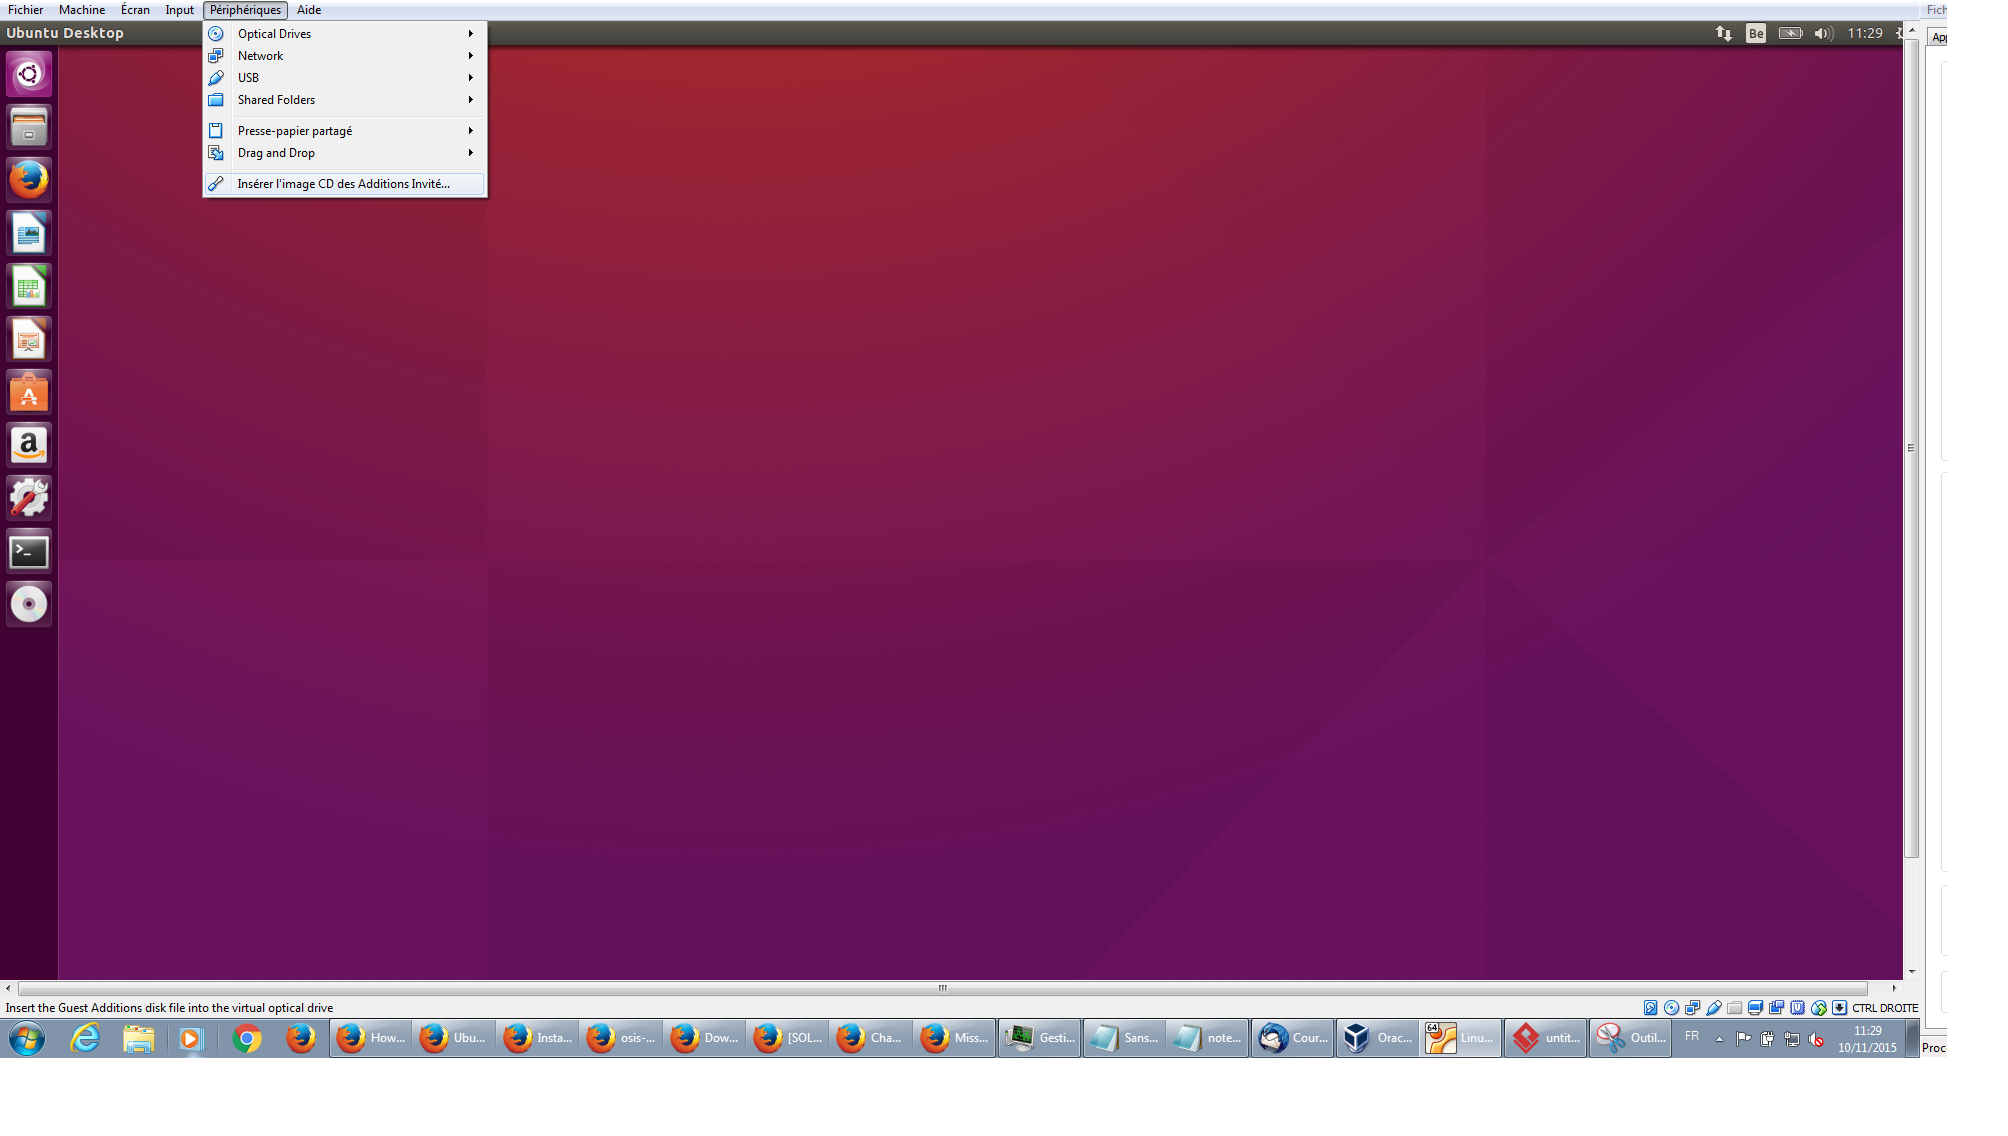 Fichier Machine Écran Input Périphériques Aide
Fich
Ubuntu Desktop
Be
11:29
App
Optical Drives
Network
USB
Shared Folders
Presse-papier partagé
Drag and Drop
Insérer l'image CD des Additions Invité...
Insert the Guest Additions disk file into the virtual optical drive
CTRL DROITE
How... Ubu... Insta... osis-... Dow... [SOL... Cha... Miss... Gesti... Sans... note... Cour... Orac... 64 Linu... untit... Outil...
FR
11:29
10/11/2015
Proc